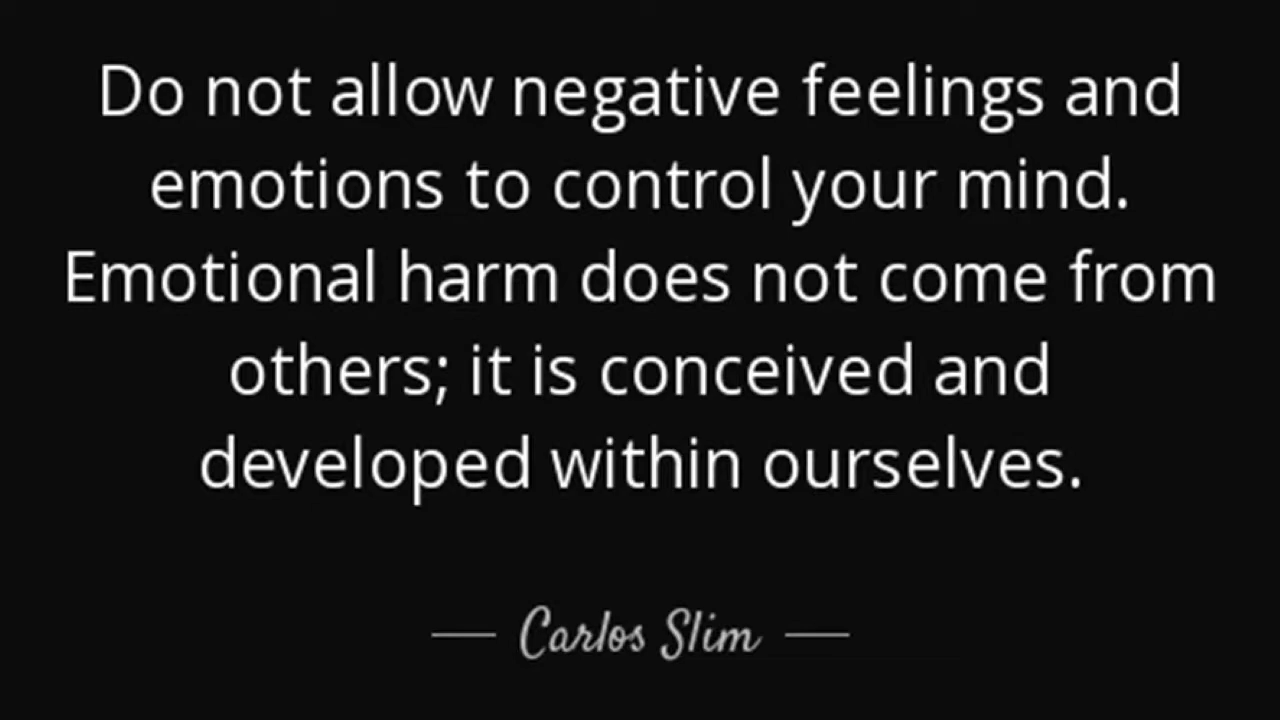 Do not allow negative feelings and
emotions to control your mind.
Emotional harm does not come from
others; it is conceived and
developed within ourselves.
— Carlos Slim —